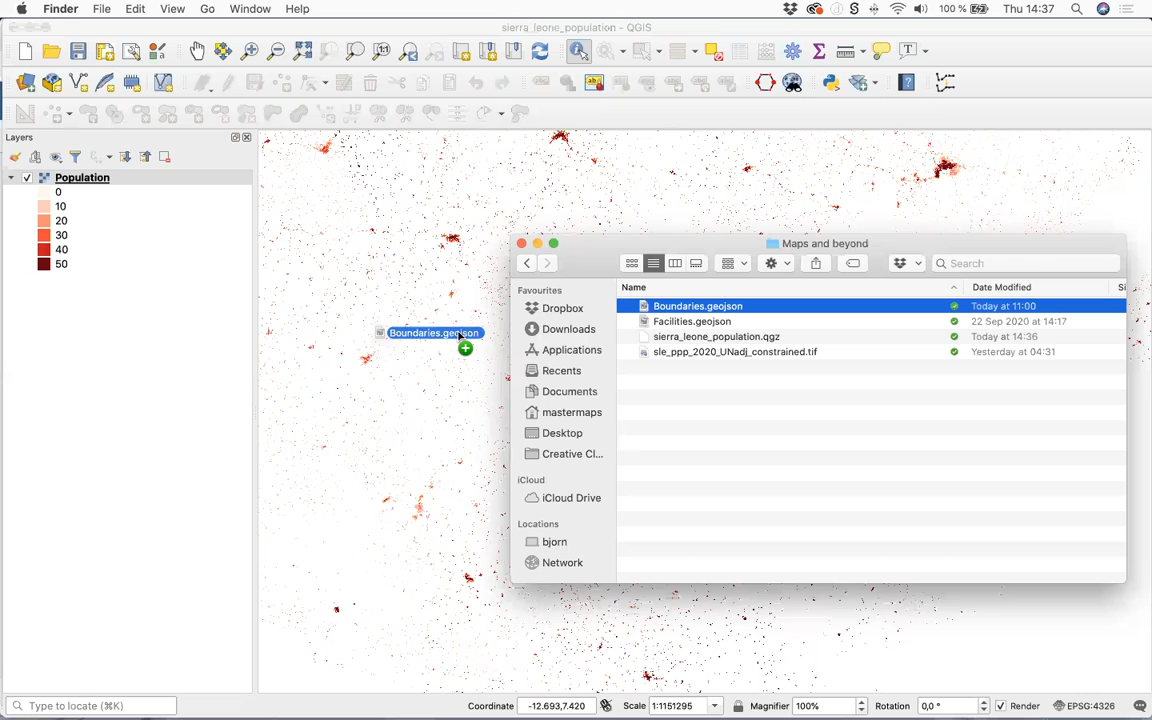 Finder File Edit View Go Window Help 100 % Thu 14:37
sierra_leone_population - QGIS
Layers
Population
0
10
20
30
40
50
Boundaries.geojson
Maps and beyond
Search
Favourites
Dropbox
Downloads
Applications
Recents
Documents
mastermaps
Desktop
Creative Cl...
iCloud
iCloud Drive
Locations
bjorn
Network
Name Date Modified Si
Boundaries.geojson Today at 11:00
Facilities.geojson 22 Sep 2020 at 14:17
sierra_leone_population.qgz Today at 14:36
sle_ppp_2020_UNadj_constrained.tif Yesterday at 04:31
Type to locate (⌘K) Coordinate -12.693,7.420 Scale 1:1151295 Magnifier 100% Rotation 0,0 ° Render EPSG:4326